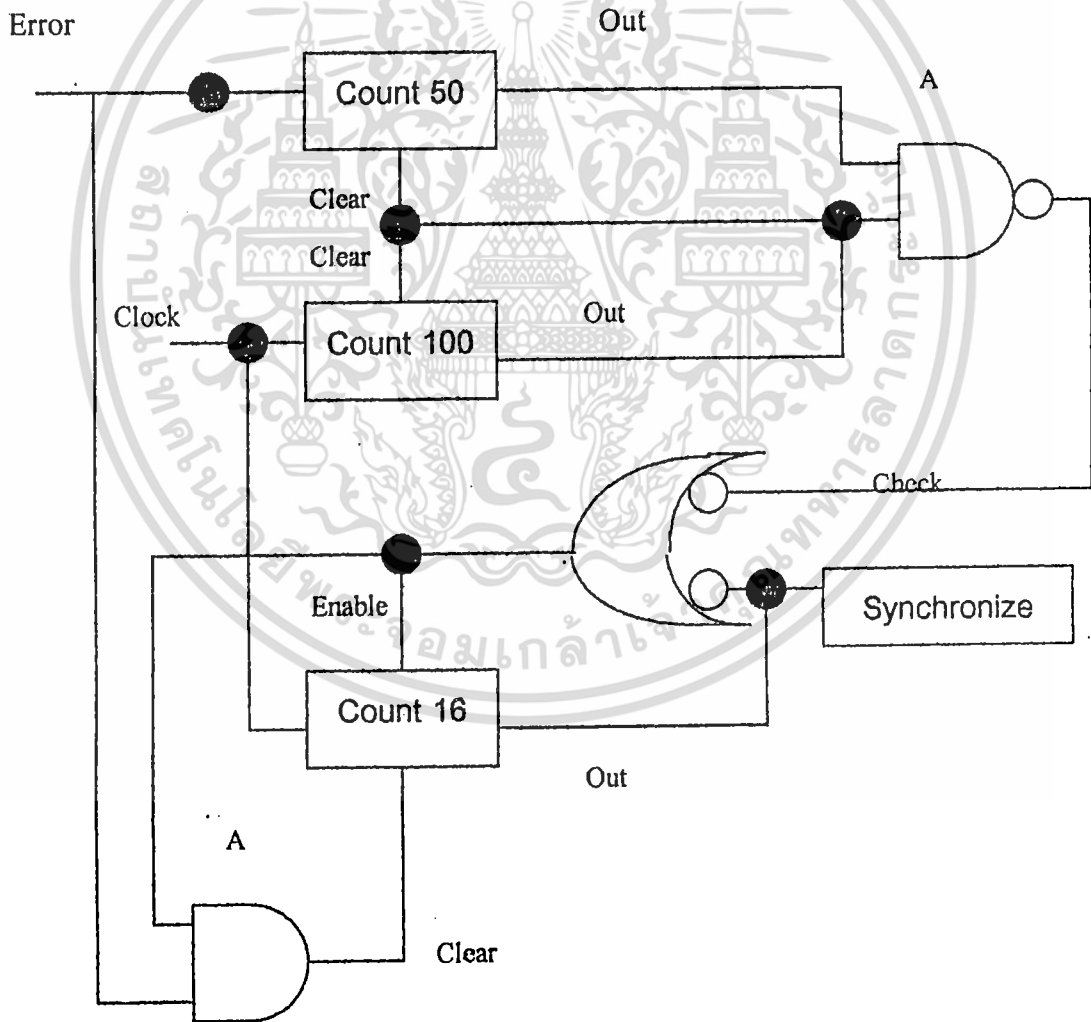 Error
Out
Count 50
A
Clear
Clear
Clock
Out
Count 100
Check
Enable
Synchronize
Count 16
Out
A
Clear